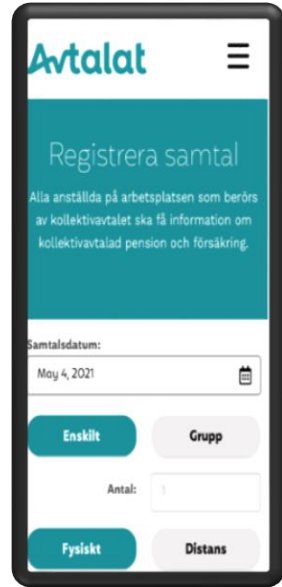 Avtalat
Registrera samtal
Alla anställda på arbetsplatsen som berörs
av kollektivavtalet ska få information om
kollektivavtalad pension och försäkring.
Samtalsdatum:
May 4, 2021
Enskilt Grupp
Antal: 1
Fysiskt Distans